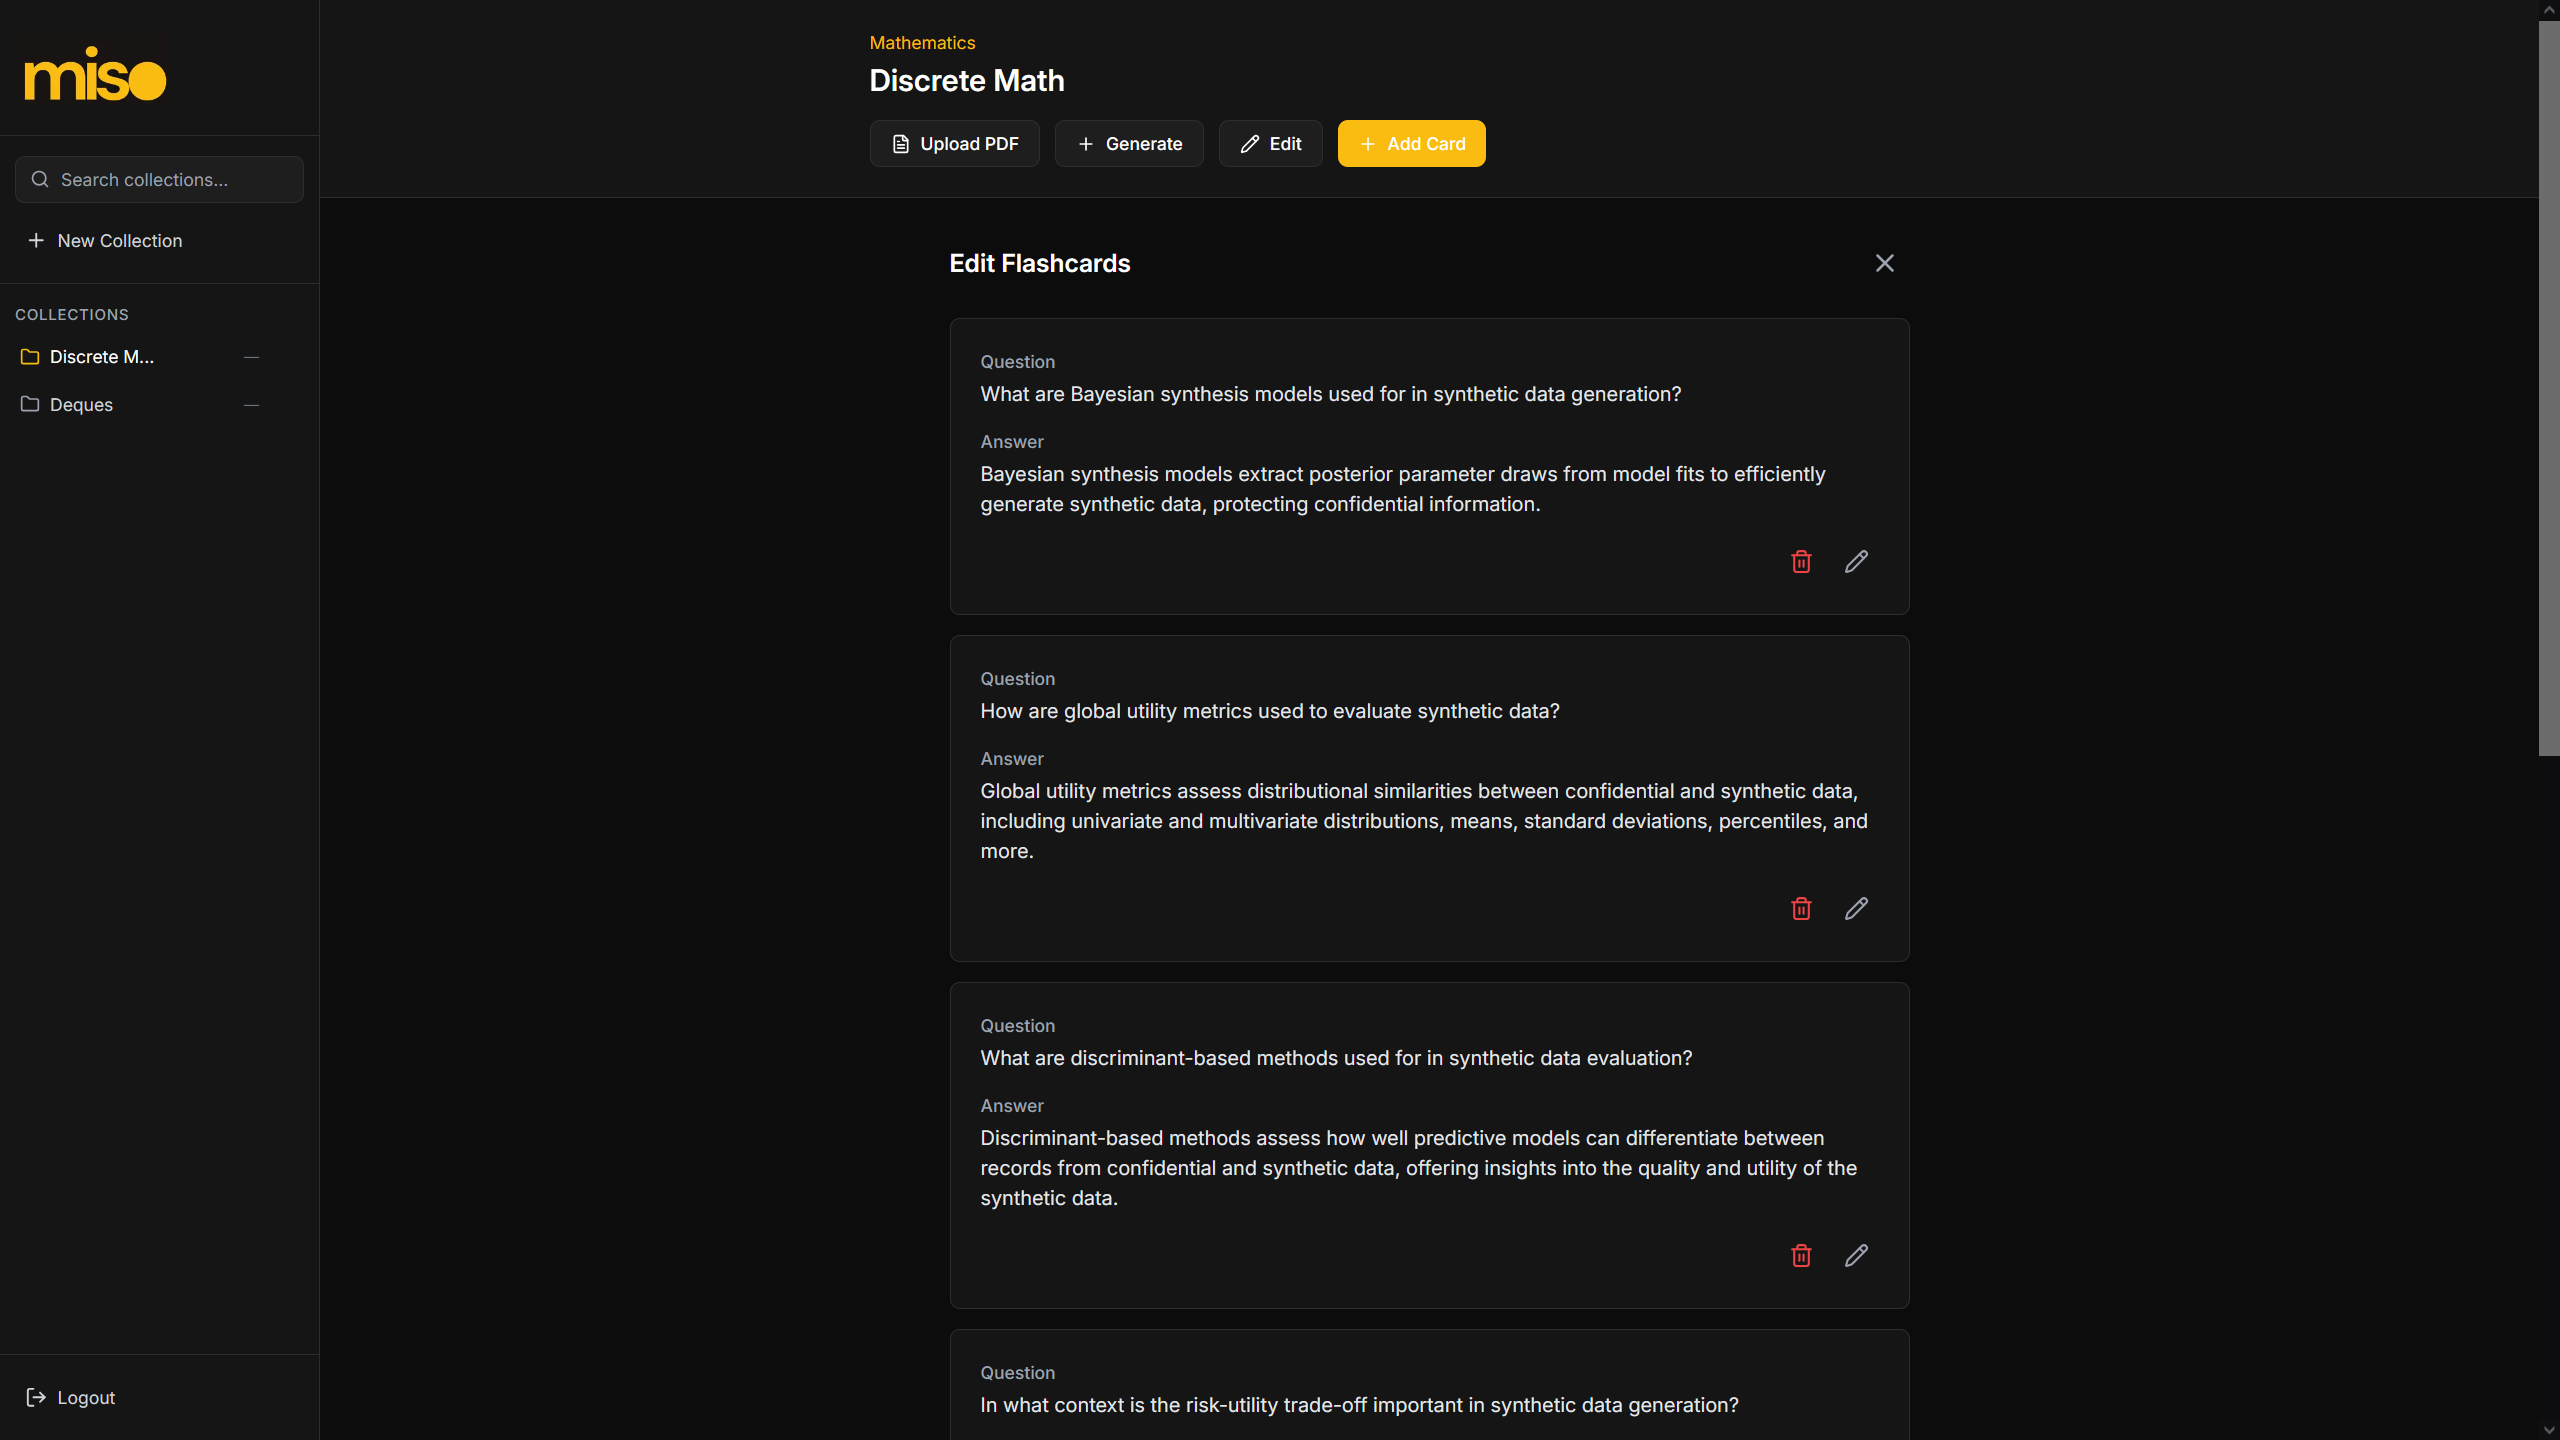 miso
Search collections...
New Collection
COLLECTIONS
Discrete M...
Deques
Logout
Mathematics
Discrete Math
Upload PDF
Generate
Edit
Add Card
Edit Flashcards
Question
What are Bayesian synthesis models used for in synthetic data generation?
Answer
Bayesian synthesis models extract posterior parameter draws from model fits to efficiently
generate synthetic data, protecting confidential information.
Question
How are global utility metrics used to evaluate synthetic data?
Answer
Global utility metrics assess distributional similarities between confidential and synthetic data,
including univariate and multivariate distributions, means, standard deviations, percentiles, and
more.
Question
What are discriminant-based methods used for in synthetic data evaluation?
Answer
Discriminant-based methods assess how well predictive models can differentiate between
records from confidential and synthetic data, offering insights into the quality and utility of the
synthetic data.
Question
In what context is the risk-utility trade-off important in synthetic data generation?